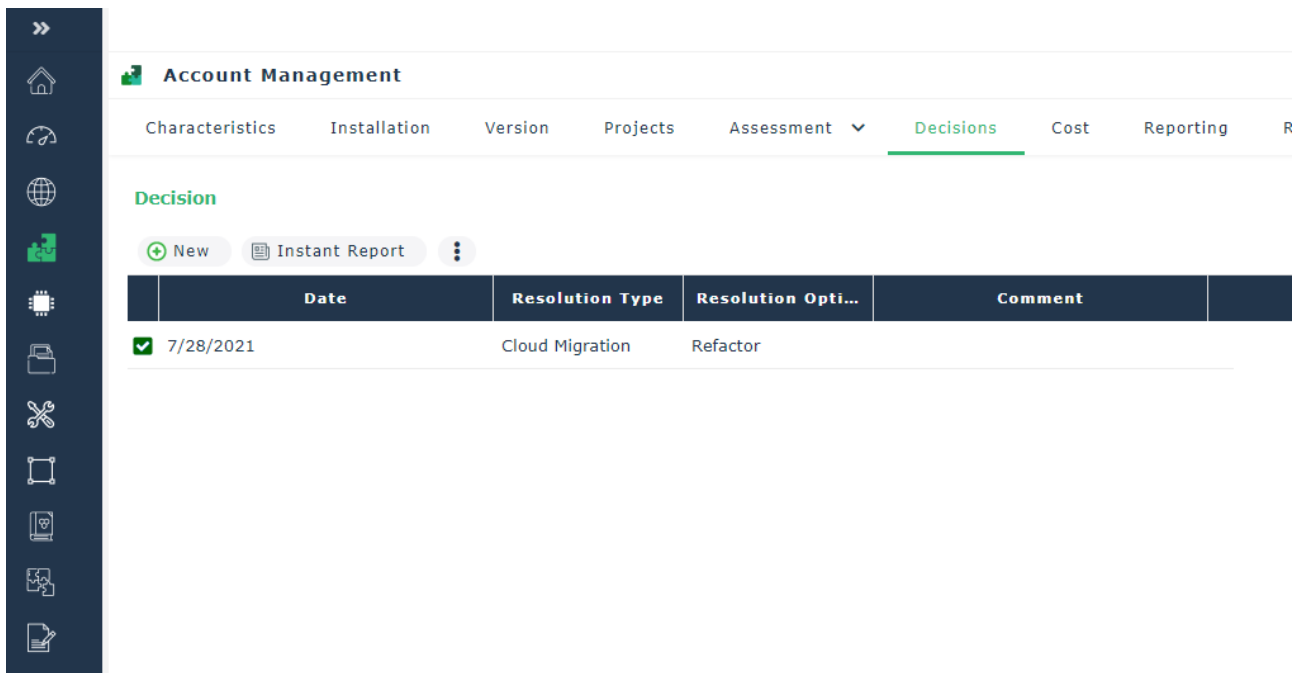 Account Management
Characteristics Installation Version Projects Assessment Decisions Cost Reporting R
Decision
New Instant Report
Date Resolution Type Resolution Opti... Comment
7/28/2021 Cloud Migration Refactor